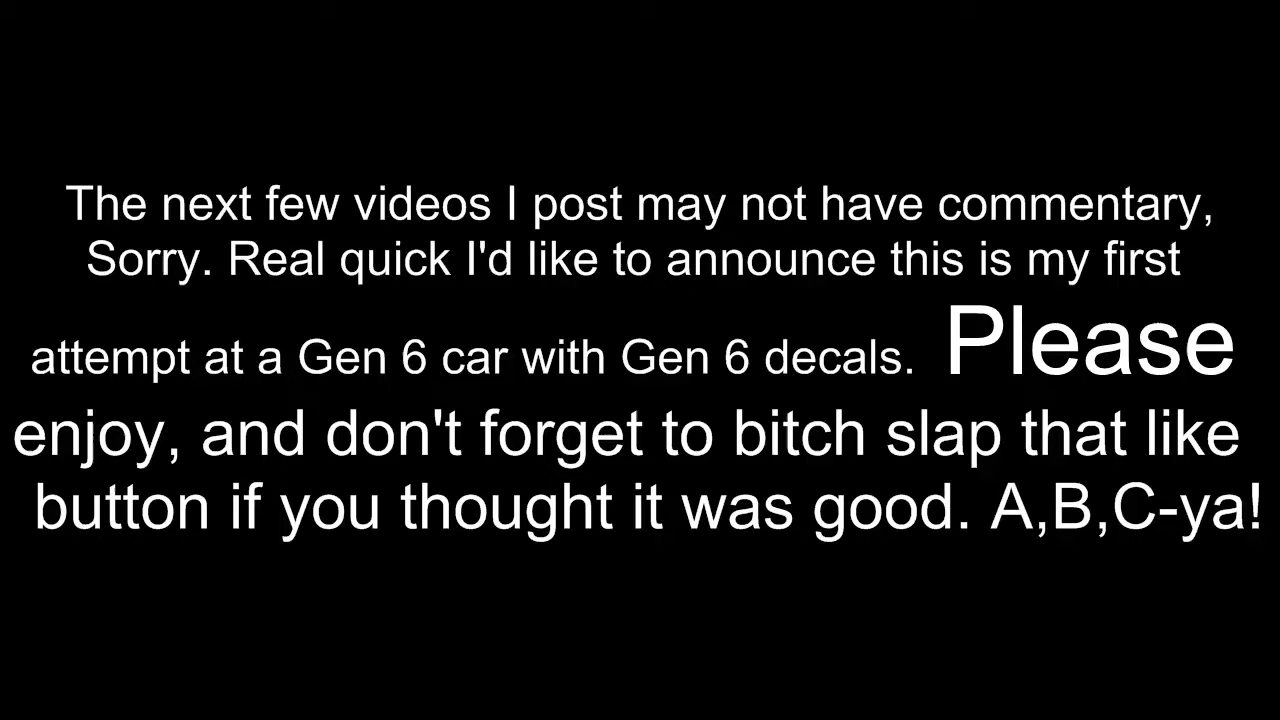 The next few videos I post may not have commentary,
Sorry. Real quick I'd like to announce this is my first
attempt at a Gen 6 car with Gen 6 decals. Please
enjoy, and don't forget to bitch slap that like
button if you thought it was good. A,B,C-ya!